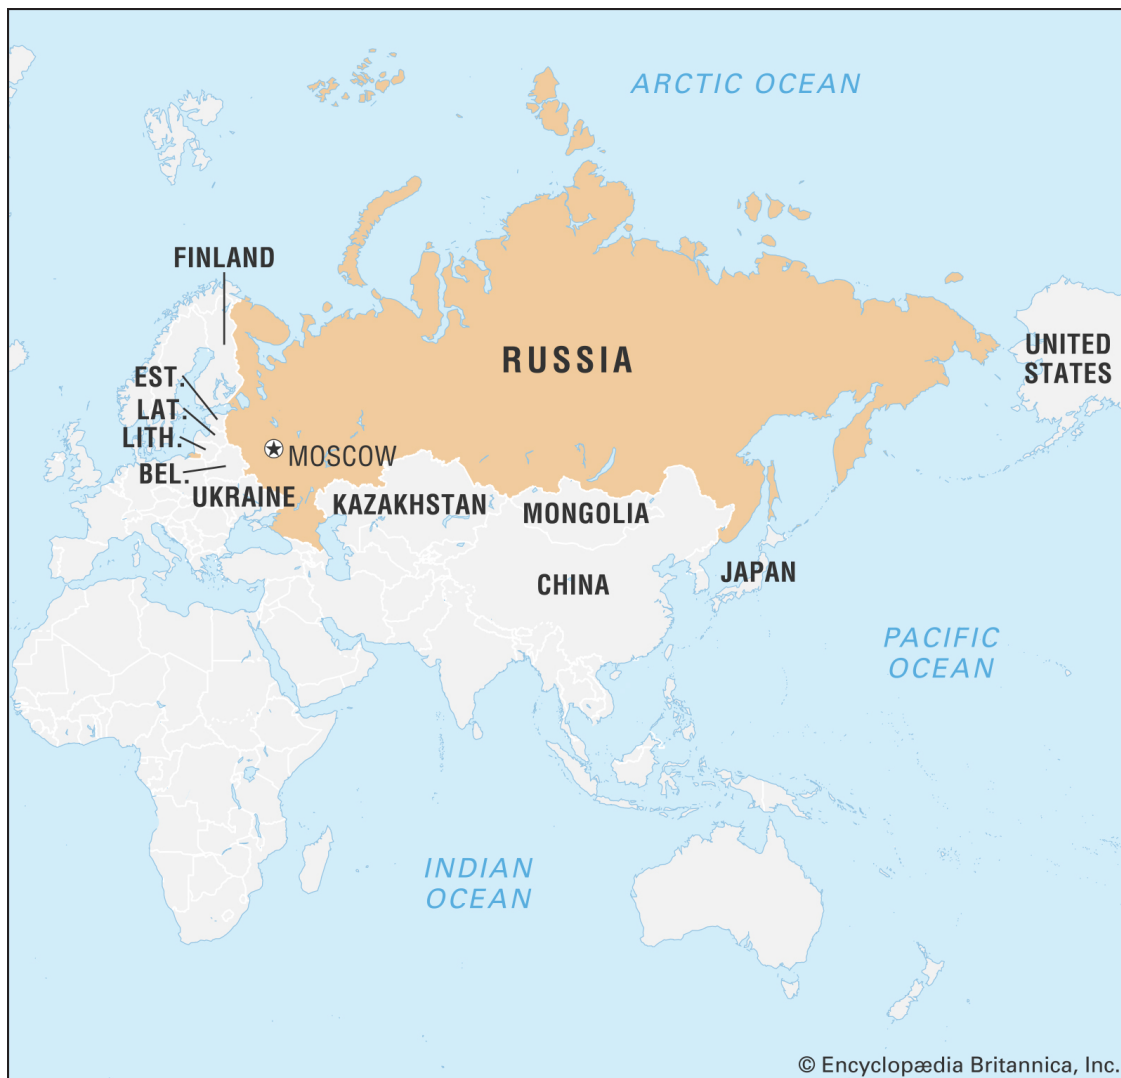 ARCTIC OCEAN
FINLAND
RUSSIA
UNITED
STATES
EST.
LAT.
LITH.
BEL.
MOSCOW
UKRAINE
KAZAKHSTAN
MONGOLIA
CHINA
JAPAN
PACIFIC
OCEAN
INDIAN
OCEAN
© Encyclopædia Britannica, Inc.